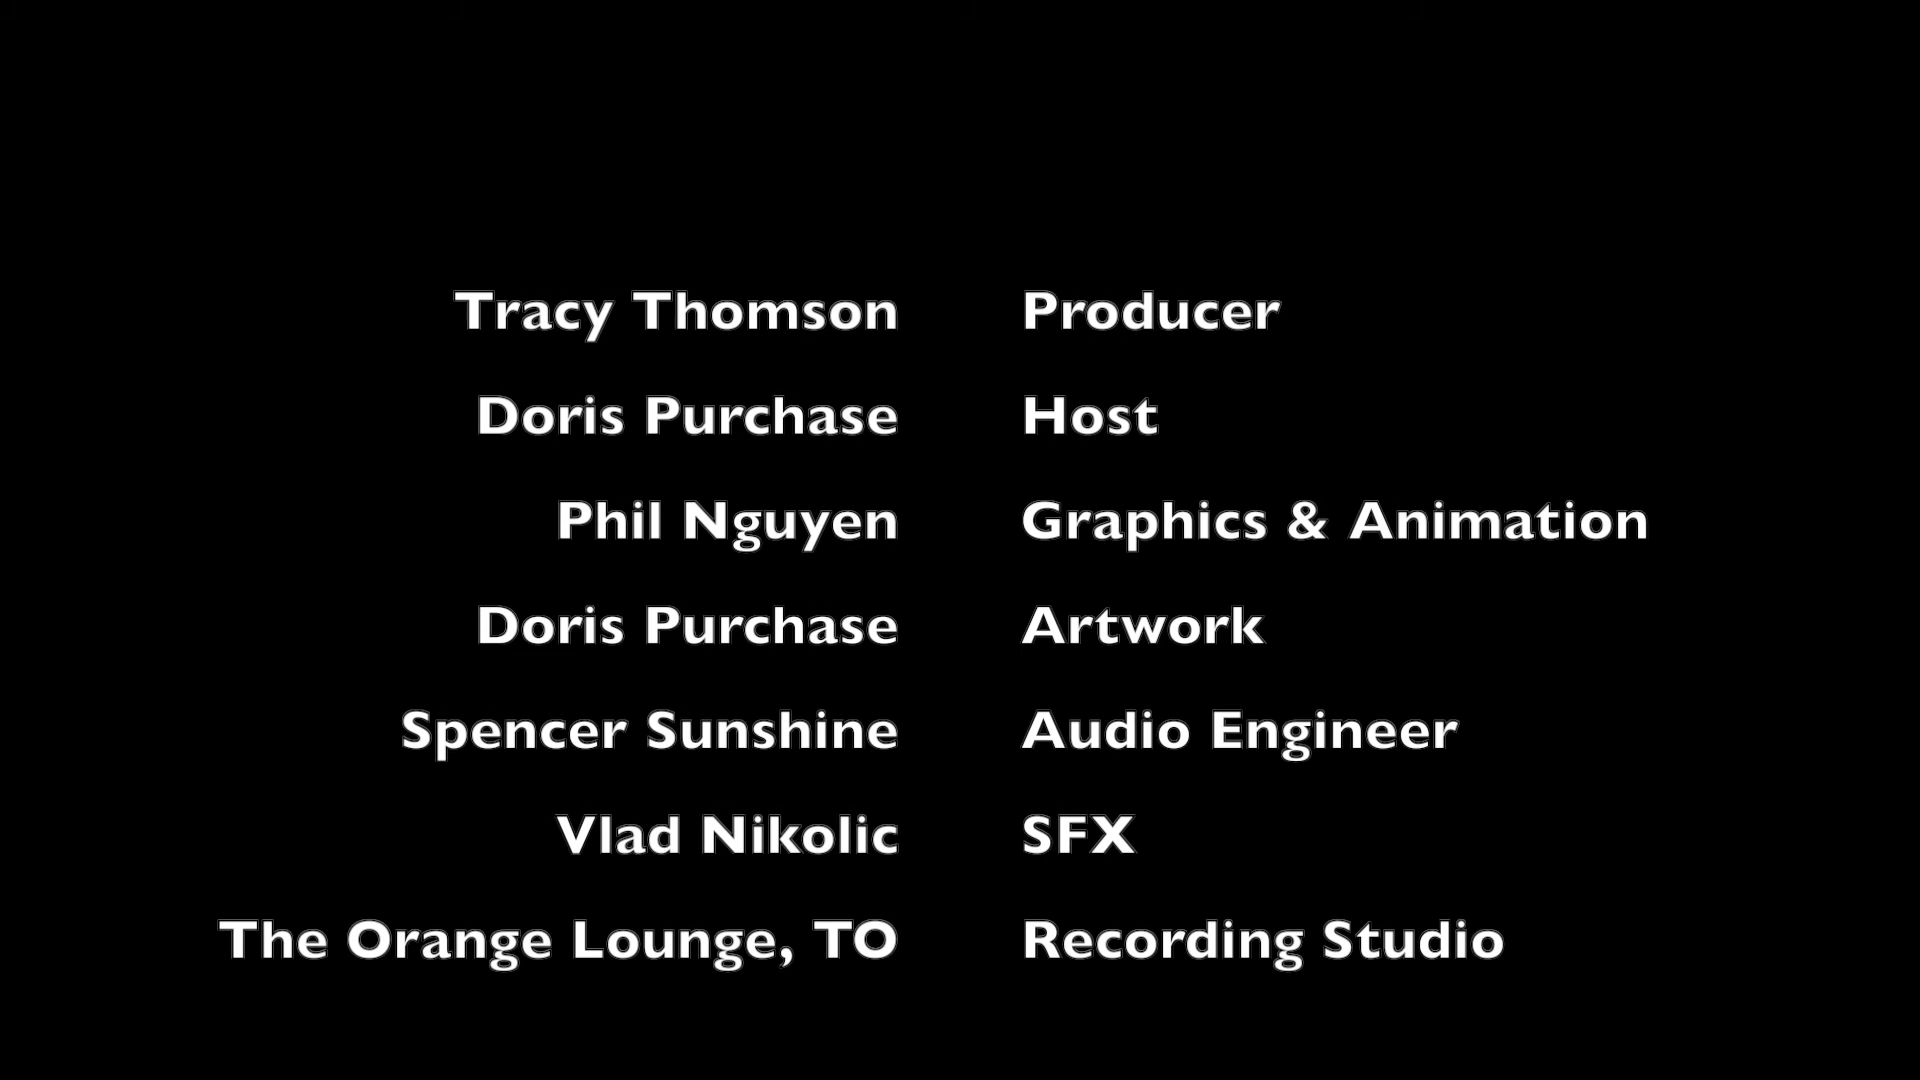 Tracy Thomson Producer
Doris Purchase Host
Phil Nguyen Graphics & Animation
Doris Purchase Artwork
Spencer Sunshine Audio Engineer
Vlad Nikolic SFX
The Orange Lounge, TO Recording Studio